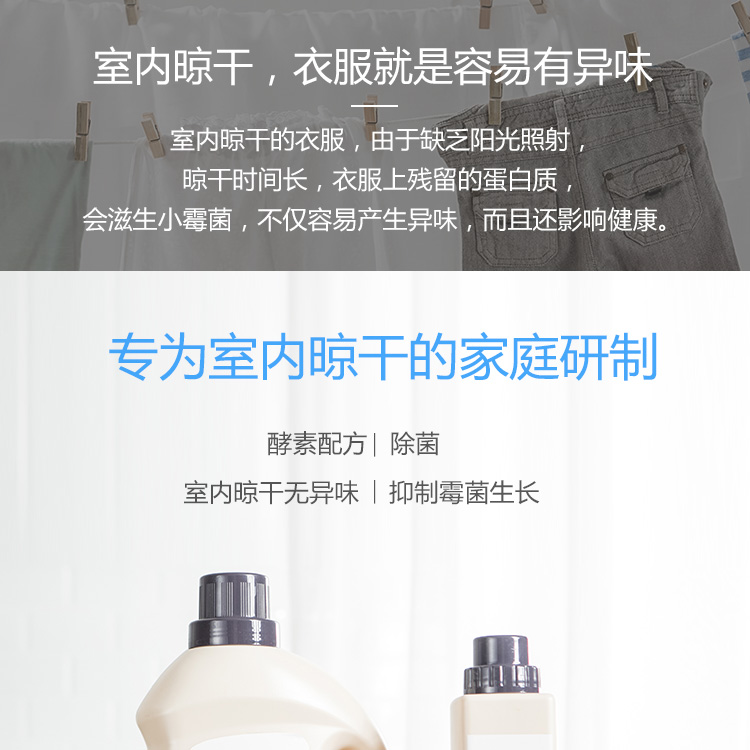 室内晾干，衣服就是容易有异味
室内晾干的衣服，由于缺乏阳光照射，
晾干时间长，衣服上残留的蛋白质，
会滋生小霉菌，不仅容易产生异味，而且还影响健康。
专为室内晾干的家庭研制
酵素配方| 除菌
室内晾干无异味 | 抑制霉菌生长